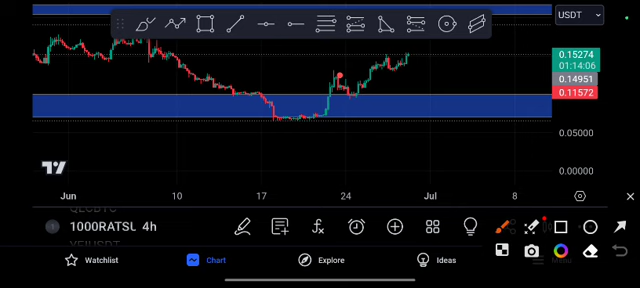 USDT
0.15274
01:14:06
0.14951
0.11572
0.05000
0.00000
Jun 10 17 24 Jul 8
1000RATSU 4h
Watchlist Chart Explore Ideas